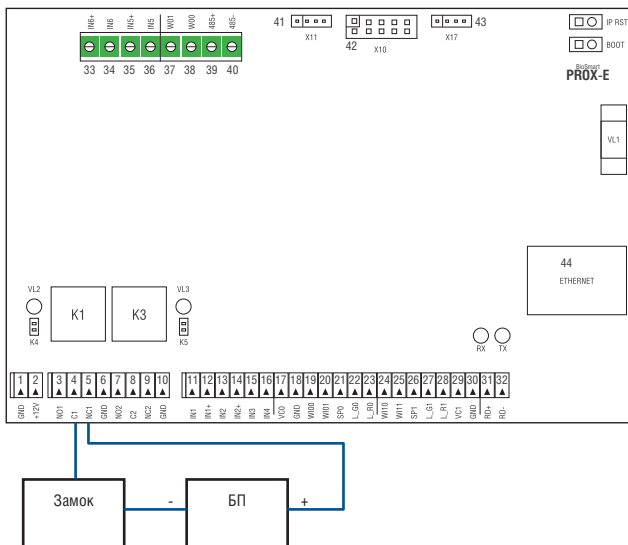 IN6+ IN6 IN5+ IN5 W01 W00 485+ 485-
33 34 35 36 37 38 39 40
41 X11
42 X10
43 X17
IP RST
BOOT
BioSmart
PROX-E
VL1
44
ETHERNET
VL2
K4
K1
K3
VL3
K5
RX TX
1 2 3 4 5 6 7 8 9 10 11 12 13 14 15 16 17 18 19 20 21 22 23 24 25 26 27 28 29 30 31 32
GND +12V NO1 C1 NC1 GND NO2 C2 NC2 GND IN1 IN1+ IN2 IN2+ IN3 IN4 VC0 GND WI00 WI01 SP0 L_G0 L_R0 WI10 WI11 SP1 L_G1 L_R1 VC1 GND RD+ RD-
Замок - БП +